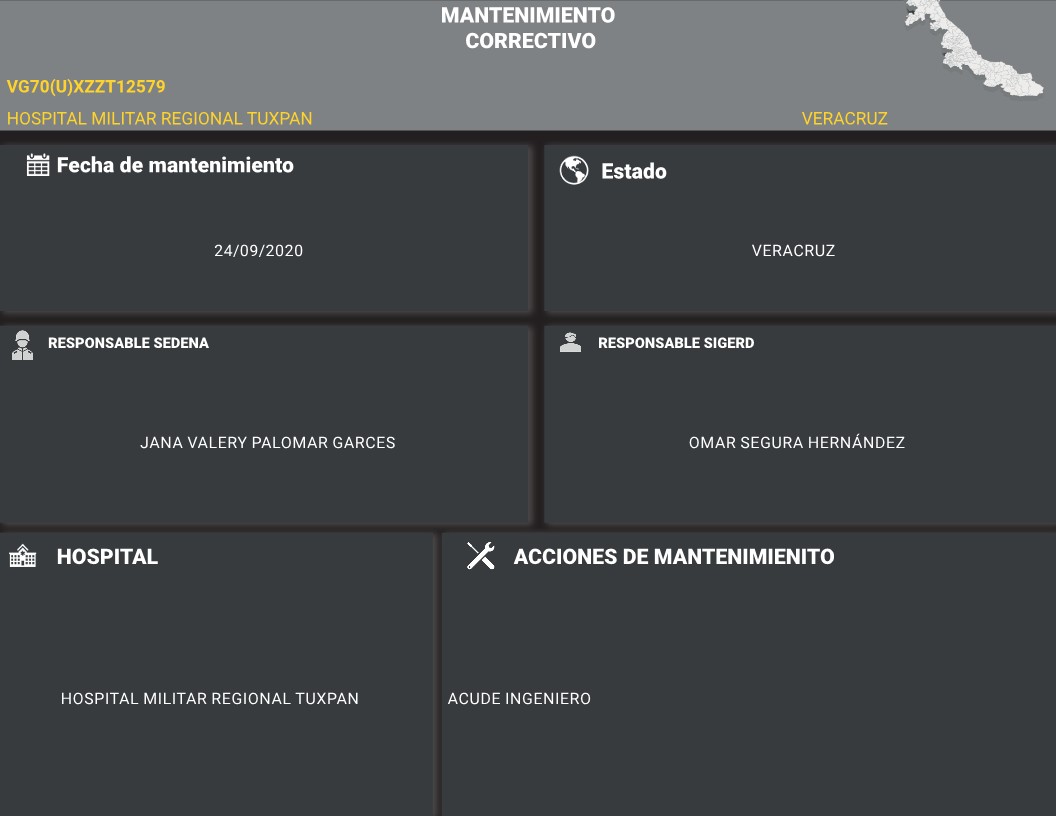 MANTENIMIENTO
CORRECTIVO
VG70(U)XZZT12579
HOSPITAL MILITAR REGIONAL TUXPAN
VERACRUZ
Fecha de mantenimiento
24/09/2020
Estado
VERACRUZ
RESPONSABLE SEDENA
JANA VALERY PALOMAR GARCES
RESPONSABLE SIGERD
OMAR SEGURA HERNÁNDEZ
HOSPITAL
HOSPITAL MILITAR REGIONAL TUXPAN
ACCIONES DE MANTENIMIENITO
ACUDE INGENIERO